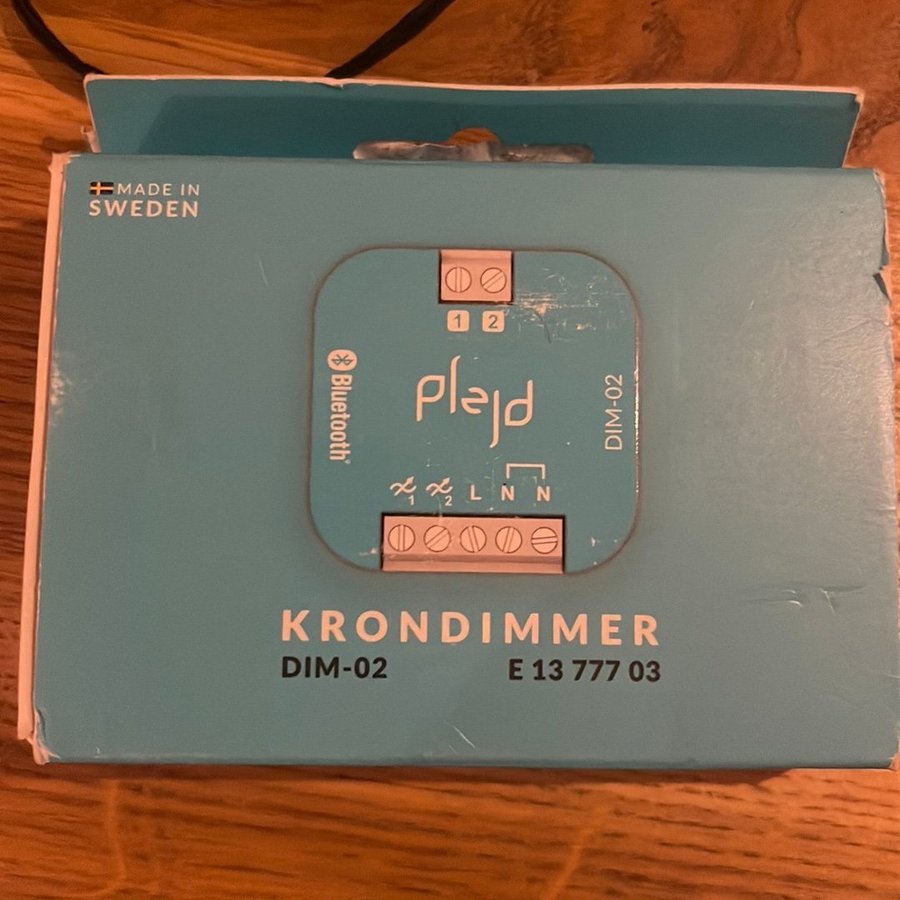 MADE IN
SWEDEN
1 2
Bluetooth®
plejd
DIM-02
1 2 L N N
KRONDIMMER
DIM-02 E 13 777 03